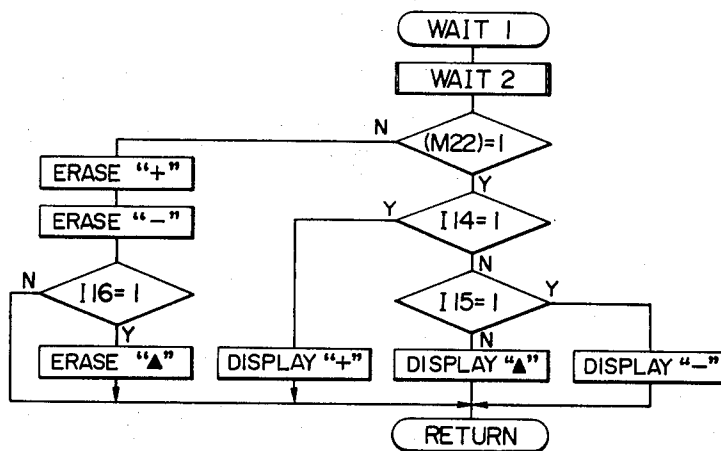 WAIT 1
WAIT 2
N
(M22)=1
Y
ERASE “+”
ERASE “−”
Y
I14=1
N
N
I16=1
Y
I15=1
Y
N
ERASE “▲”
DISPLAY “+”
DISPLAY “▲”
DISPLAY “−”
RETURN